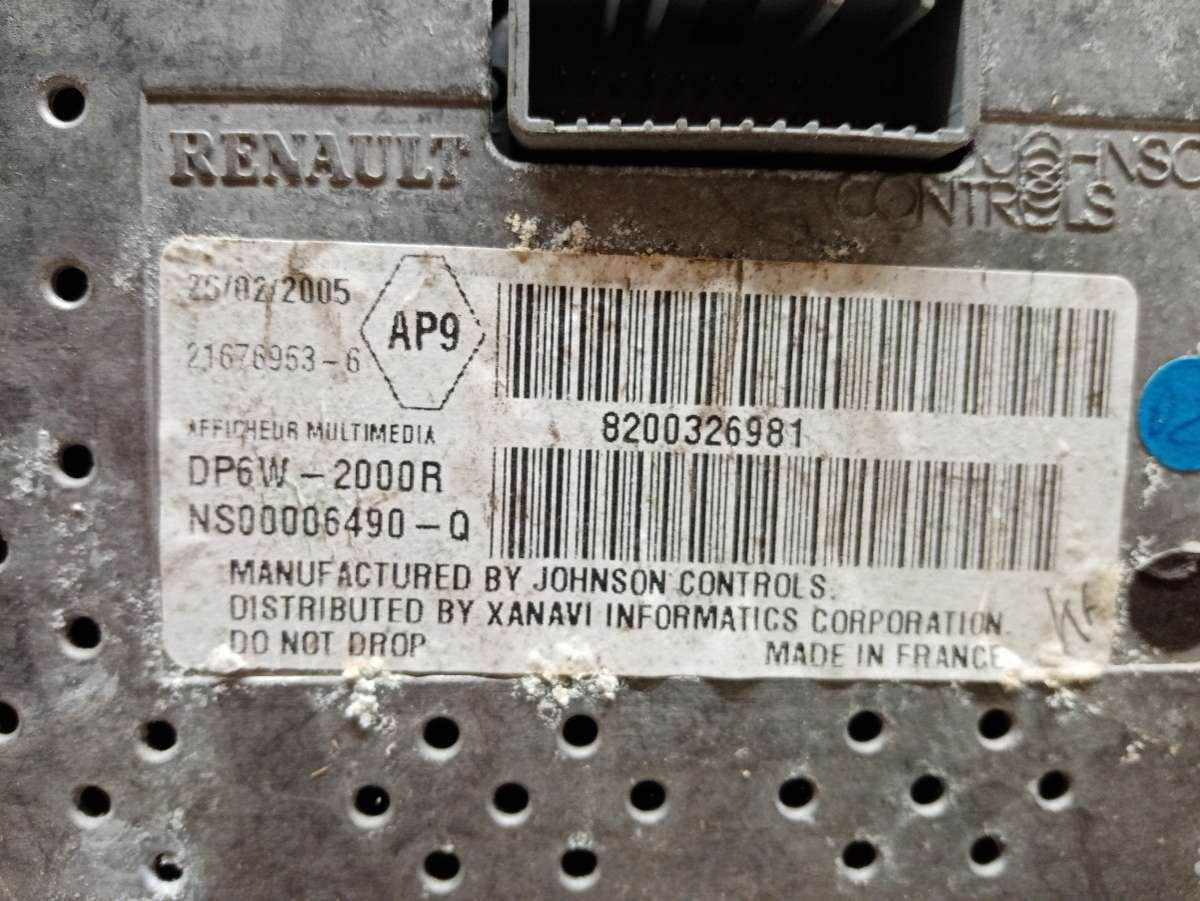 RENAULT
JOHNSO
CONTROLS
25/02/2005
AP9
21676953-6
AFFICHEUR MULTIMEDIA
8200326981
DP6W-2000R
NS00006490-Q
MANUFACTURED BY JOHNSON CONTROLS.
DISTRIBUTED BY XANAVI INFORMATICS CORPORATION.
DO NOT DROP
MADE IN FRANCE